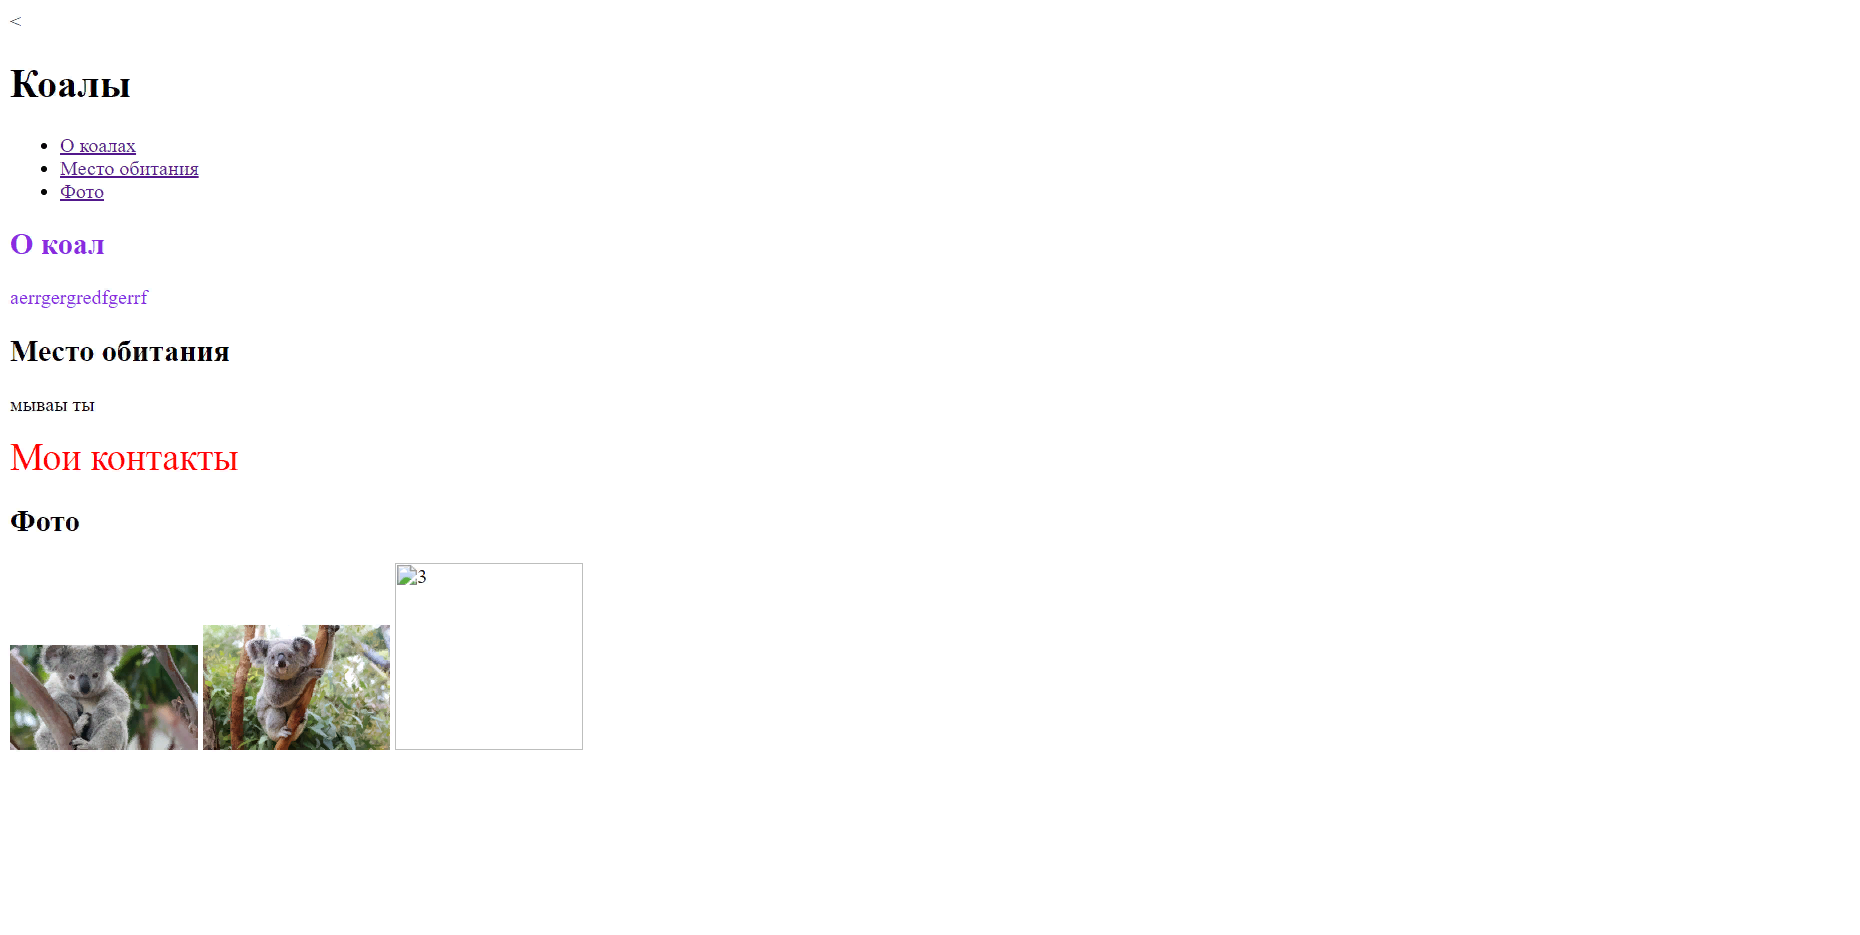 <
Коалы
О коалах
Место обитания
Фото
О коал
aerrgergredfgerrf
Место обитания
мываы ты
Мои контакты
Фото
3